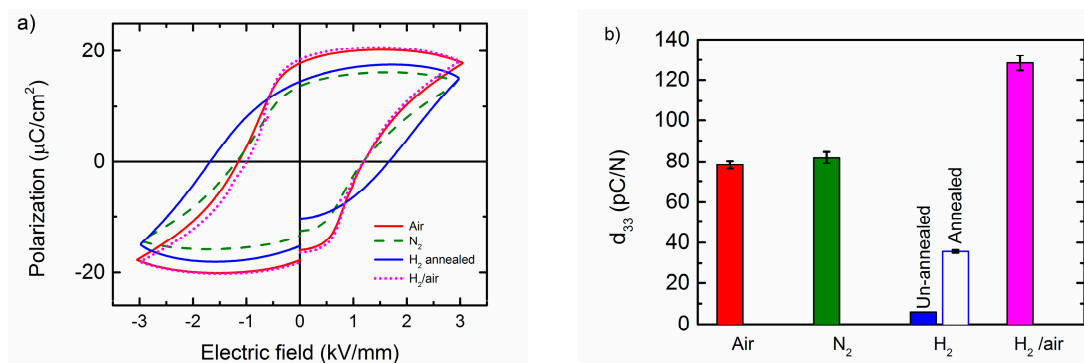 a)
Polarization (μC/cm²)
20
0
-20
-3 -2 -1 0 1 2 3
Electric field (kV/mm)
Air
N₂
H₂ annealed
H₂/air
b)
d₃₃ (pC/N)
140
120
100
80
60
40
20
0
Un-annealed
Annealed
Air N₂ H₂ H₂ /air